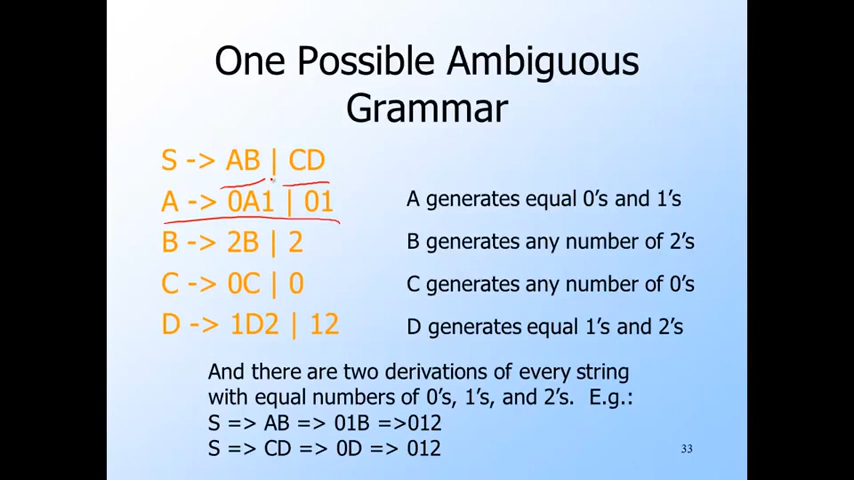 One Possible Ambiguous
Grammar
S -> AB | CD
A -> 0A1 | 01
A generates equal 0's and 1's
B -> 2B | 2
B generates any number of 2's
C -> 0C | 0
C generates any number of 0's
D -> 1D2 | 12
D generates equal 1's and 2's
And there are two derivations of every string
with equal numbers of 0's, 1's, and 2's. E.g.:
S => AB => 01B =>012
S => CD => 0D => 012
33